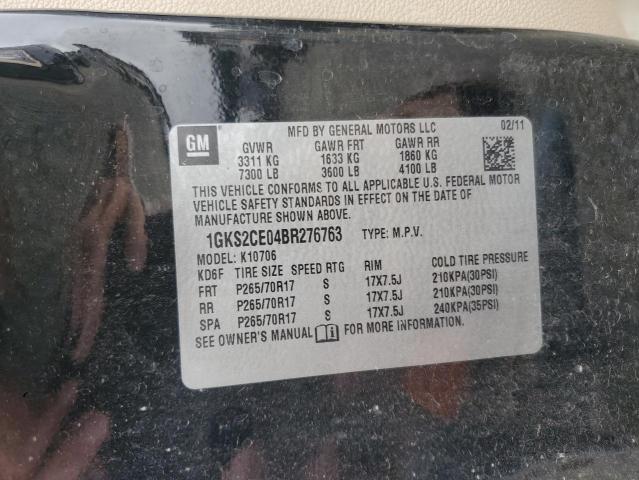 GM
MFD BY GENERAL MOTORS LLC 02/11
GVWR GAWR FRT GAWR RR
3311 KG 1633 KG 1860 KG
7300 LB 3600 LB 4100 LB
THIS VEHICLE CONFORMS TO ALL APPLICABLE U.S. FEDERAL MOTOR
VEHICLE SAFETY STANDARDS IN EFFECT ON THE DATE OF
MANUFACTURE SHOWN ABOVE.
1GKS2CE04BR276763 TYPE: M.P.V.
MODEL: K10706
KD6F TIRE SIZE SPEED RTG RIM COLD TIRE PRESSURE
FRT P265/70R17 S 17X7.5J 210KPA(30PSI)
RR P265/70R17 S 17X7.5J 210KPA(30PSI)
SPA P265/70R17 S 17X7.5J 240KPA(35PSI)
SEE OWNER'S MANUAL FOR MORE INFORMATION.